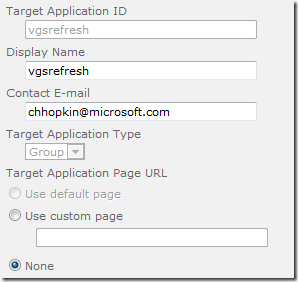 Target Application ID
vgsrefresh
Display Name
vgsrefresh
Contact E-mail
chhopkin@microsoft.com
Target Application Type
Group
Target Application Page URL
Use default page
Use custom page
None